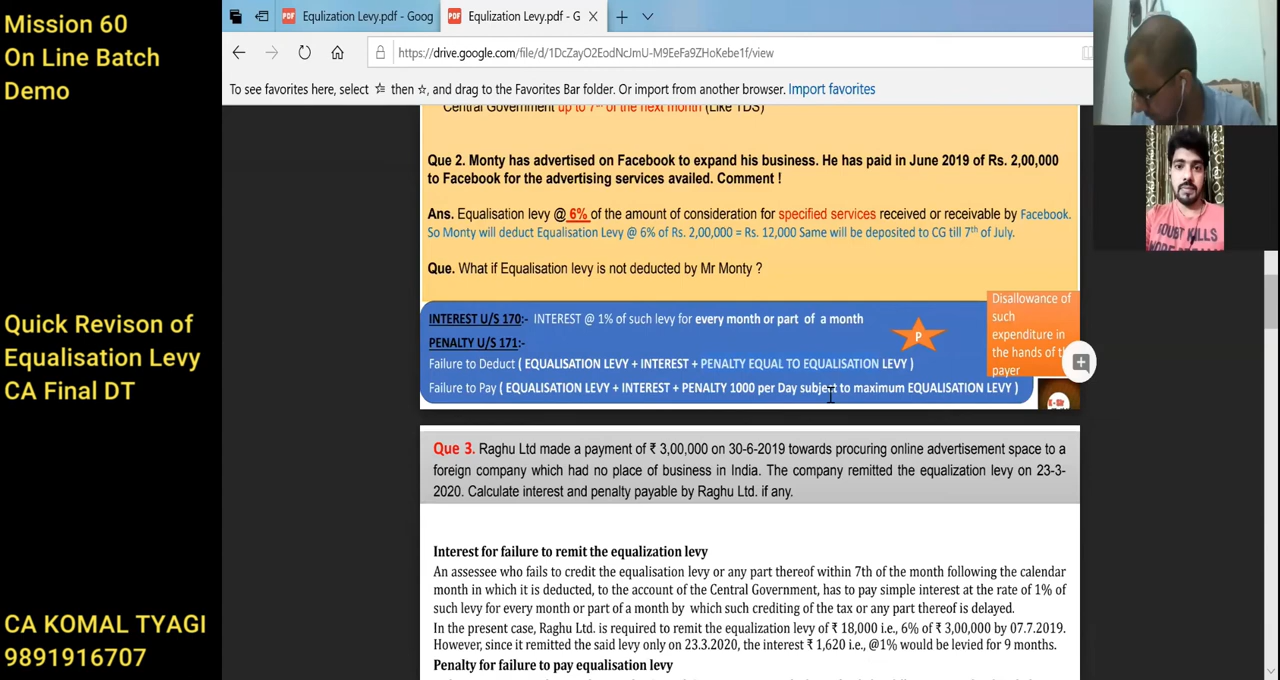 Mission 60
On Line Batch
Demo
Quick Revison of
Equalisation Levy
CA Final DT
CA KOMAL TYAGI
9891916707
Equlization Levy.pdf - Goog
Equlization Levy.pdf - G
https://drive.google.com/file/d/1DcZayO2EodNcJmU-M9EeFa9ZHoKebe1f/view
To see favorites here, select then ☆, and drag to the Favorites Bar folder. Or import from another browser. Import favorites
Central Government up to 7th of the next month (Like TDS)
Que 2. Monty has advertised on Facebook to expand his business. He has paid in June 2019 of Rs. 2,00,000
to Facebook for the advertising services availed. Comment !
Ans. Equalisation levy @ 6% of the amount of consideration for specified services received or receivable by Facebook.
So Monty will deduct Equalisation Levy @ 6% of Rs. 2,00,000 = Rs. 12,000 Same will be deposited to CG till 7th of July.
Que. What if Equalisation levy is not deducted by Mr Monty ?
INTEREST U/S 170:- INTEREST @ 1% of such levy for every month or part of a month
PENALTY U/S 171:-
Failure to Deduct ( EQUALISATION LEVY + INTEREST + PENALTY EQUAL TO EQUALISATION LEVY )
Failure to Pay ( EQUALISATION LEVY + INTEREST + PENALTY 1000 per Day subject to maximum EQUALISATION LEVY )
P
Disallowance of
such
expenditure in
the hands of
payer
Que 3. Raghu Ltd made a payment of ₹ 3,00,000 on 30-6-2019 towards procuring online advertisement space to a
foreign company which had no place of business in India. The company remitted the equalization levy on 23-3-
2020. Calculate interest and penalty payable by Raghu Ltd. if any.
Interest for failure to remit the equalization levy
An assessee who fails to credit the equalisation levy or any part thereof within 7th of the month following the calendar
month in which it is deducted, to the account of the Central Government, has to pay simple interest at the rate of 1% of
such levy for every month or part of a month by which such crediting of the tax or any part thereof is delayed.
In the present case, Raghu Ltd. is required to remit the equalization levy of ₹ 18,000 i.e., 6% of ₹ 3,00,000 by 07.7.2019.
However, since it remitted the said levy only on 23.3.2020, the interest ₹ 1,620 i.e., @1% would be levied for 9 months.
Penalty for failure to pay equalisation levy